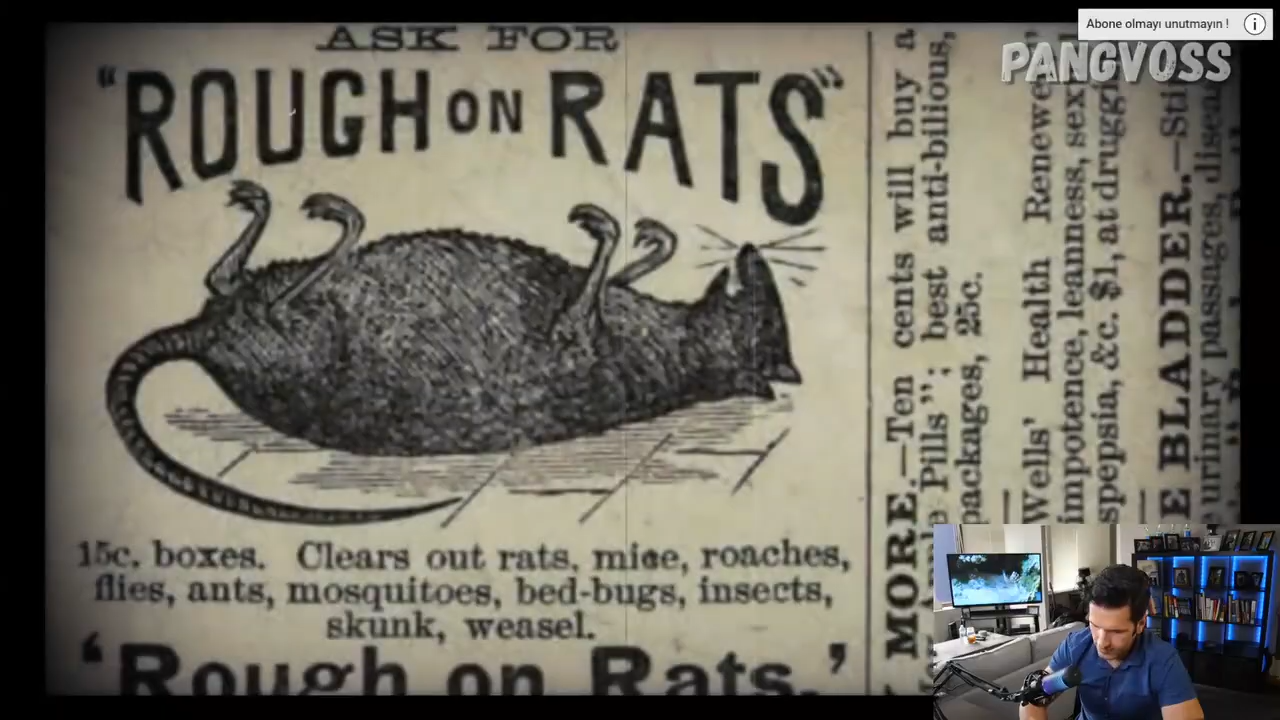 Abone olmayı unutmayın !
PANGVOSS
ASK FOR
"ROUGH ON RATS"
15c. boxes. Clears out rats, mice, roaches,
flies, ants, mosquitoes, bed-bugs, insects,
skunk, weasel.
'Rough on Rats.'
MORE.—Ten cents will buy a
Pills"; best anti-bilious,
packages, 25c.
Wells' Health Renewer,
impotence, leanness, sex
spepsia, &c. $1, at druggi
E BLADDER.—Sti
urinary passages, disea